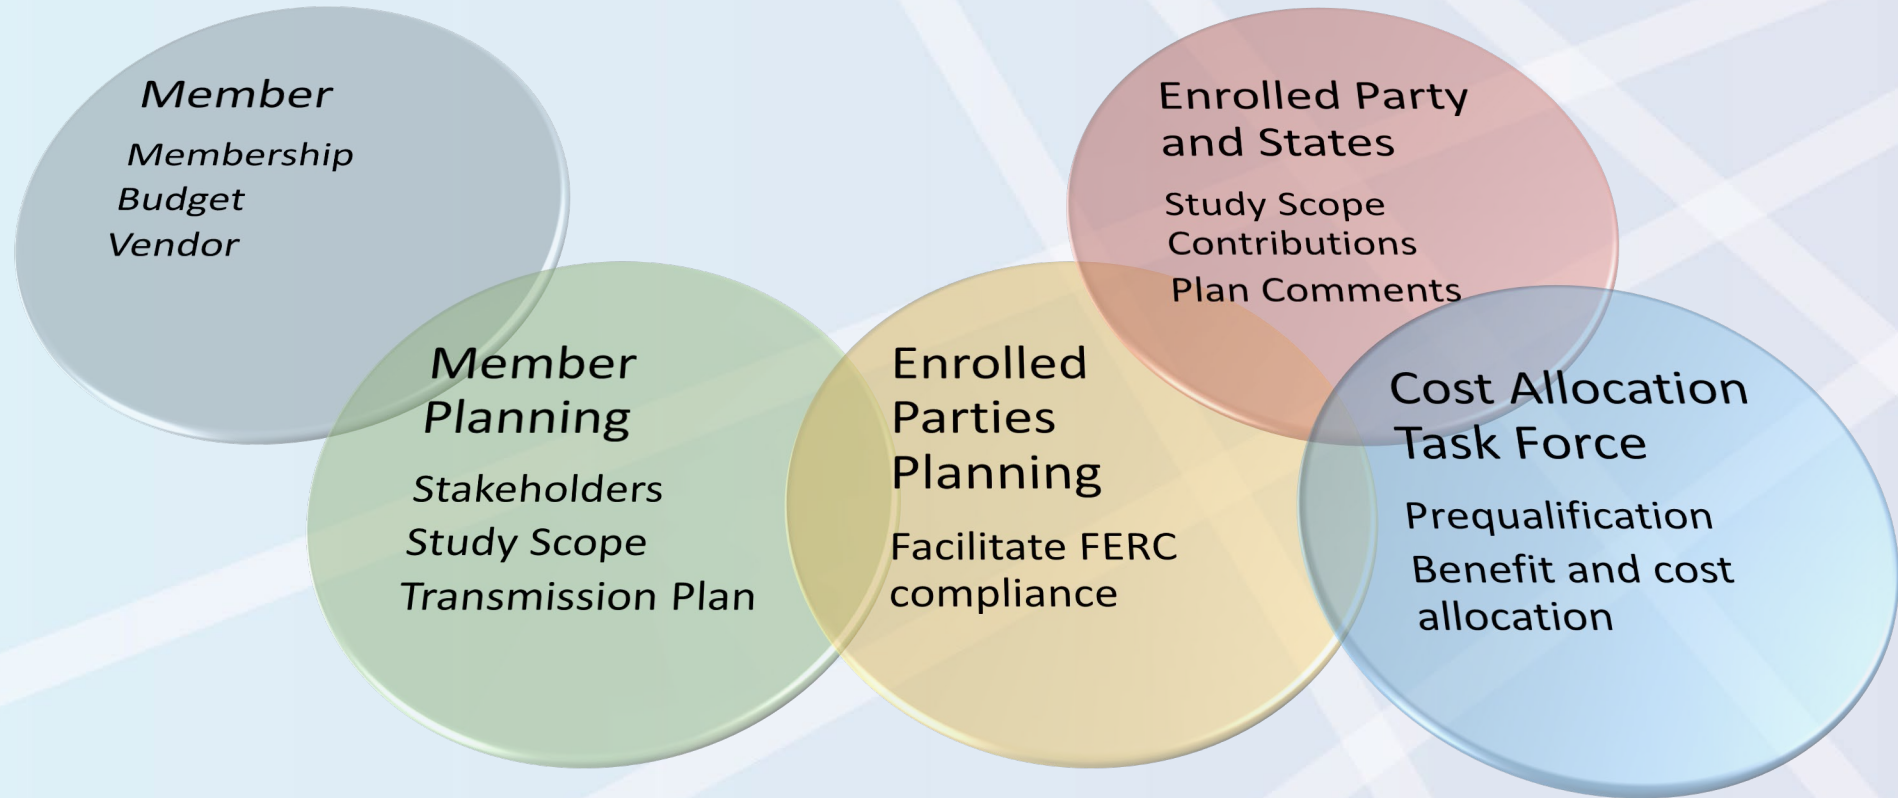 Member
Membership
Budget
Vendor
Member
Planning
Stakeholders
Study Scope
Transmission Plan
Enrolled
Parties
Planning
Facilitate FERC
compliance
Enrolled Party
and States
Study Scope
Contributions
Plan Comments
Cost Allocation
Task Force
Prequalification
Benefit and cost
allocation